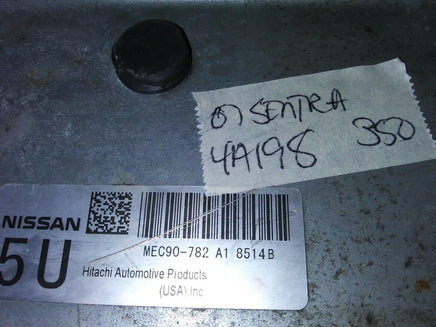 07 SENTRA
4A198 350
NISSAN
MEC90-782 A1 8514B
5U
Hitachi Automotive Products
(USA),Inc